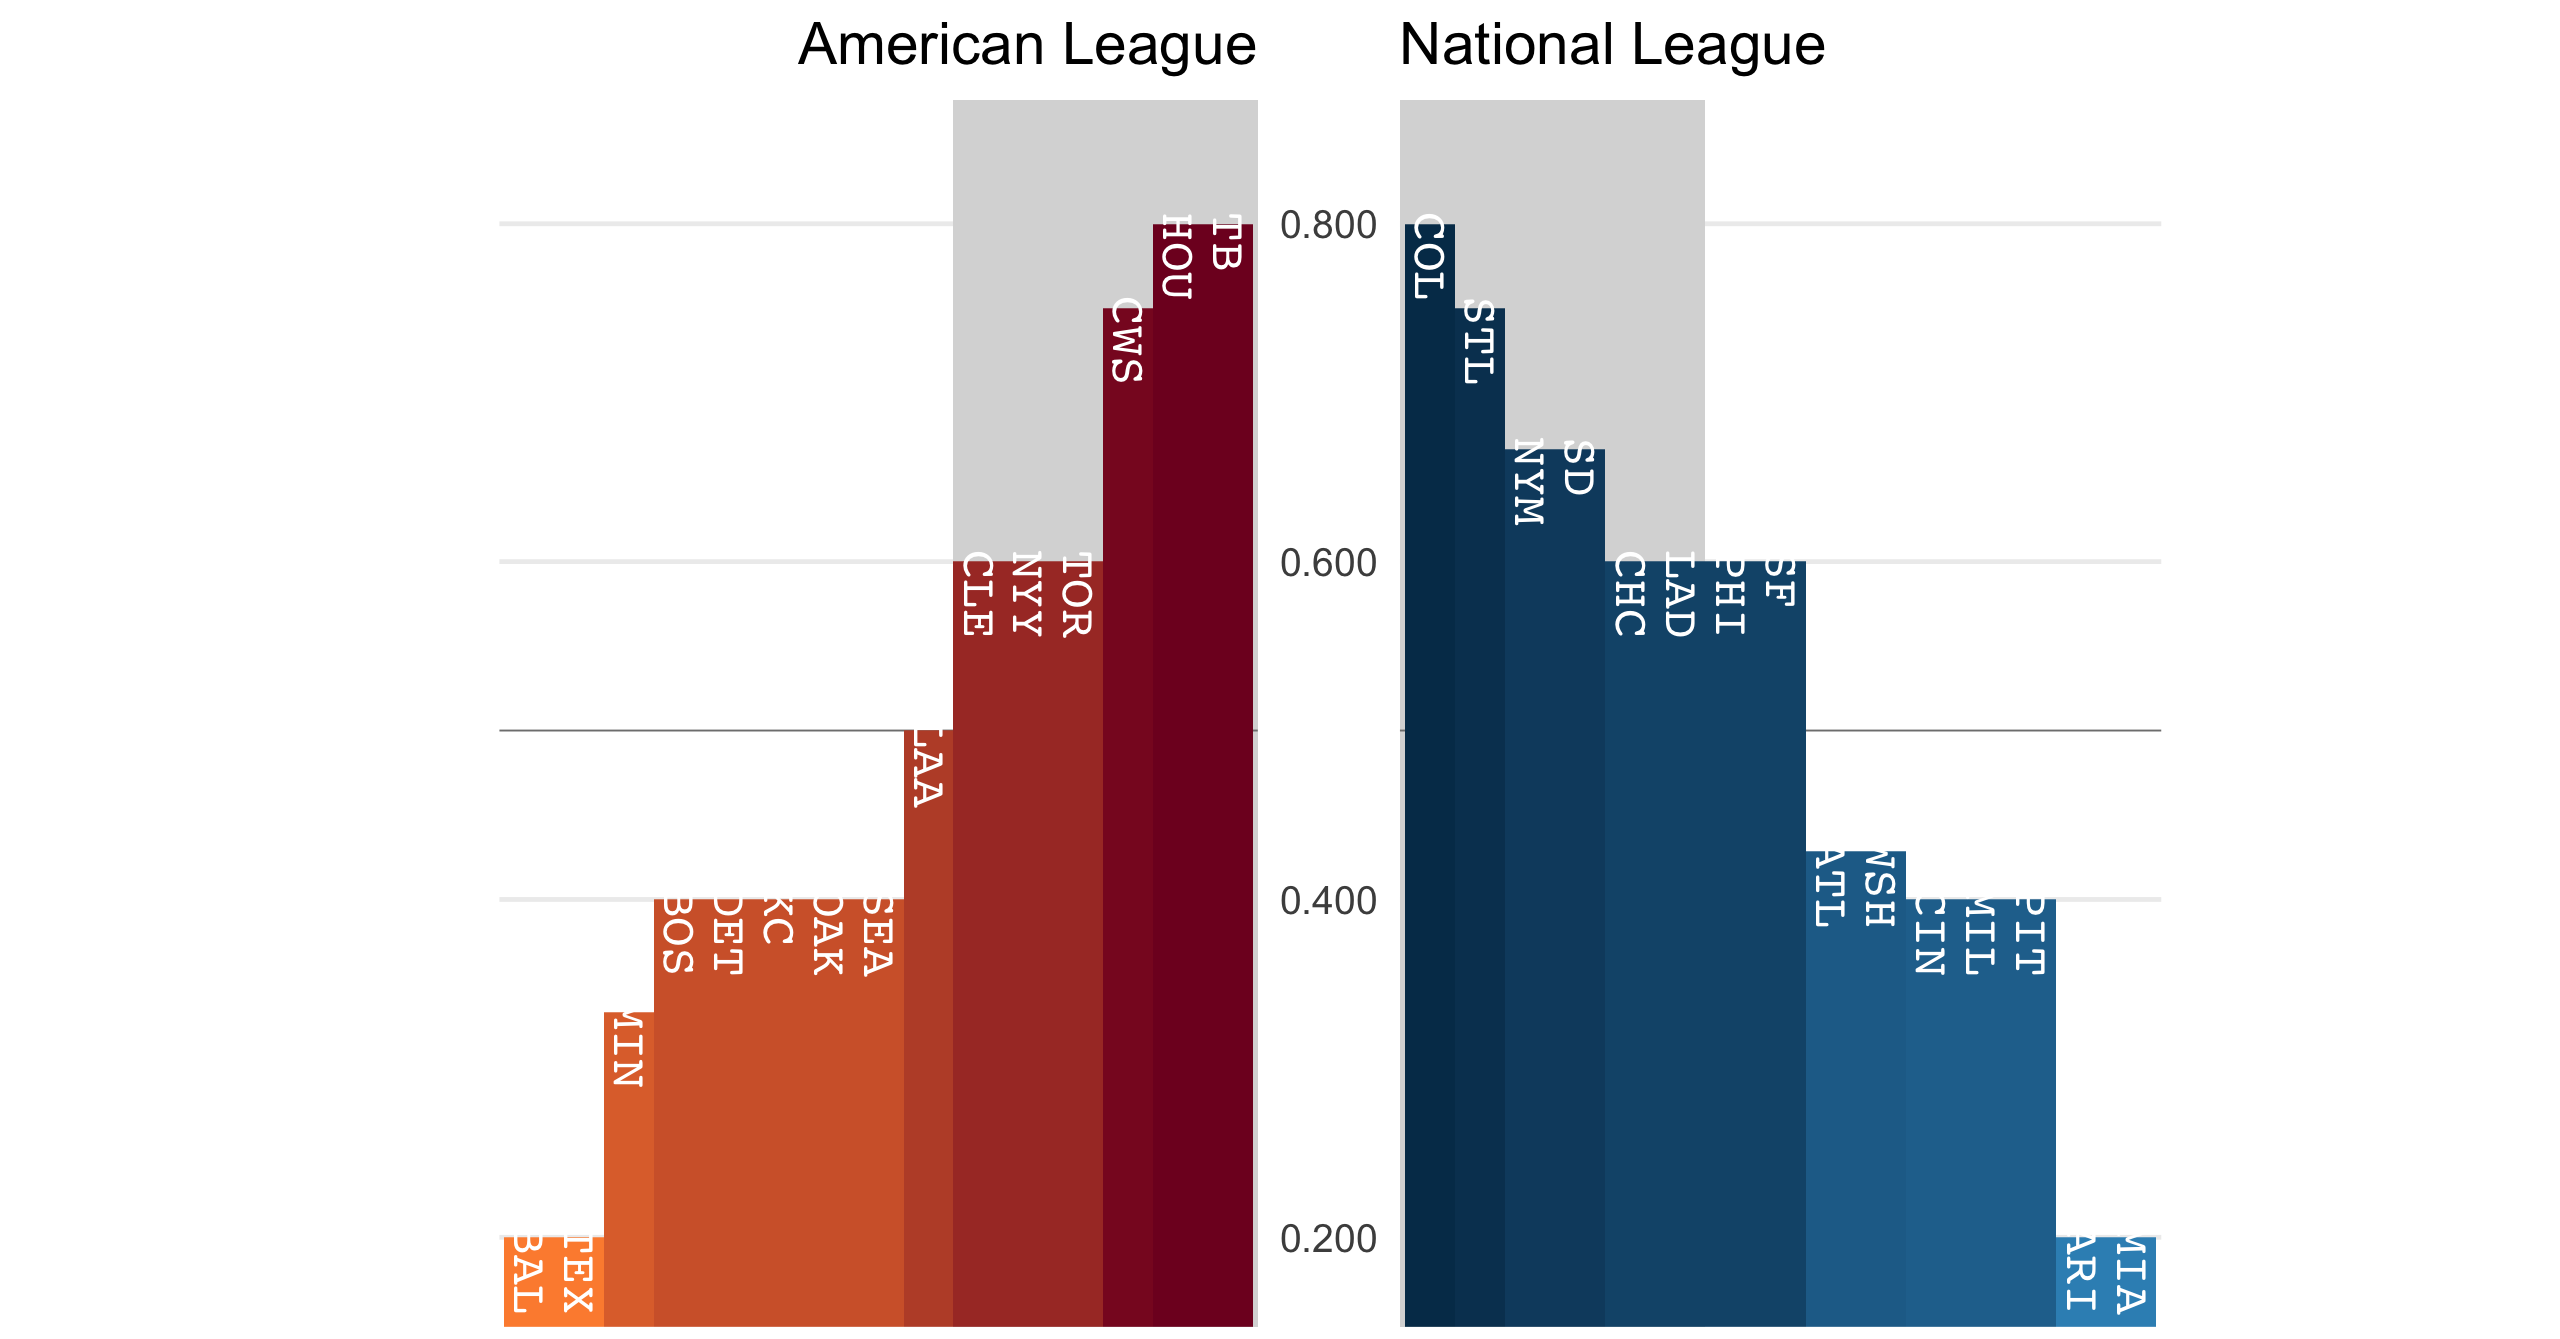 American League
National League
0.800
0.600
0.400
0.200
BAL
TEX
MIN
BOS
DET
KC
OAK
SEA
LAA
CLE
NYY
TOR
CWS
HOU
TB
COL
STL
NYM
SD
CHC
LAD
PHI
SF
ATL
WSH
CIN
MIL
PIT
ARI
MIA